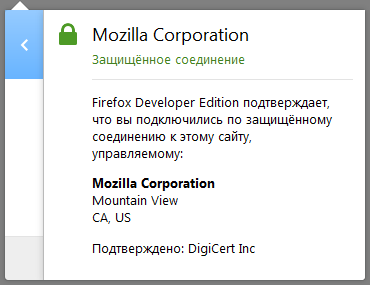 Mozilla Corporation
Защищённое соединение
Firefox Developer Edition подтверждает,
что вы подключились по защищённому
соединению к этому сайту,
управляемому:
Mozilla Corporation
Mountain View
CA, US
Подтверждено: DigiCert Inc